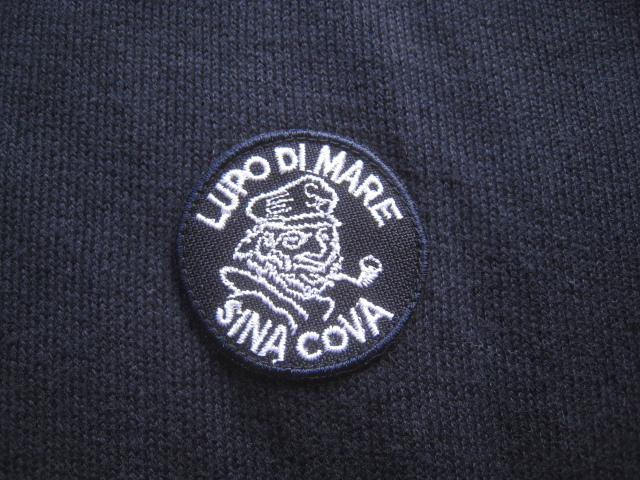 LUPO DI MARE
SINA COVA